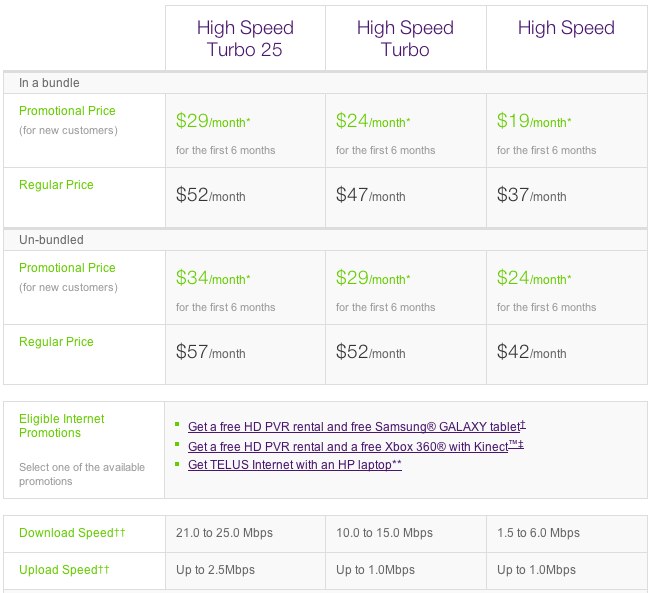 High Speed Turbo 25
High Speed Turbo
High Speed
In a bundle
Promotional Price
(for new customers)
$29/month*
for the first 6 months
$24/month*
for the first 6 months
$19/month*
for the first 6 months
Regular Price
$52/month
$47/month
$37/month
Un-bundled
Promotional Price
(for new customers)
$34/month*
for the first 6 months
$29/month*
for the first 6 months
$24/month*
for the first 6 months
Regular Price
$57/month
$52/month
$42/month
Eligible Internet
Promotions
Select one of the available
promotions
Get a free HD PVR rental and free Samsung® GALAXY tablet†
Get a free HD PVR rental and a free Xbox 360® with Kinect™‡
Get TELUS Internet with an HP laptop**
Download Speed††
21.0 to 25.0 Mbps
10.0 to 15.0 Mbps
1.5 to 6.0 Mbps
Upload Speed††
Up to 2.5Mbps
Up to 1.0Mbps
Up to 1.0Mbps